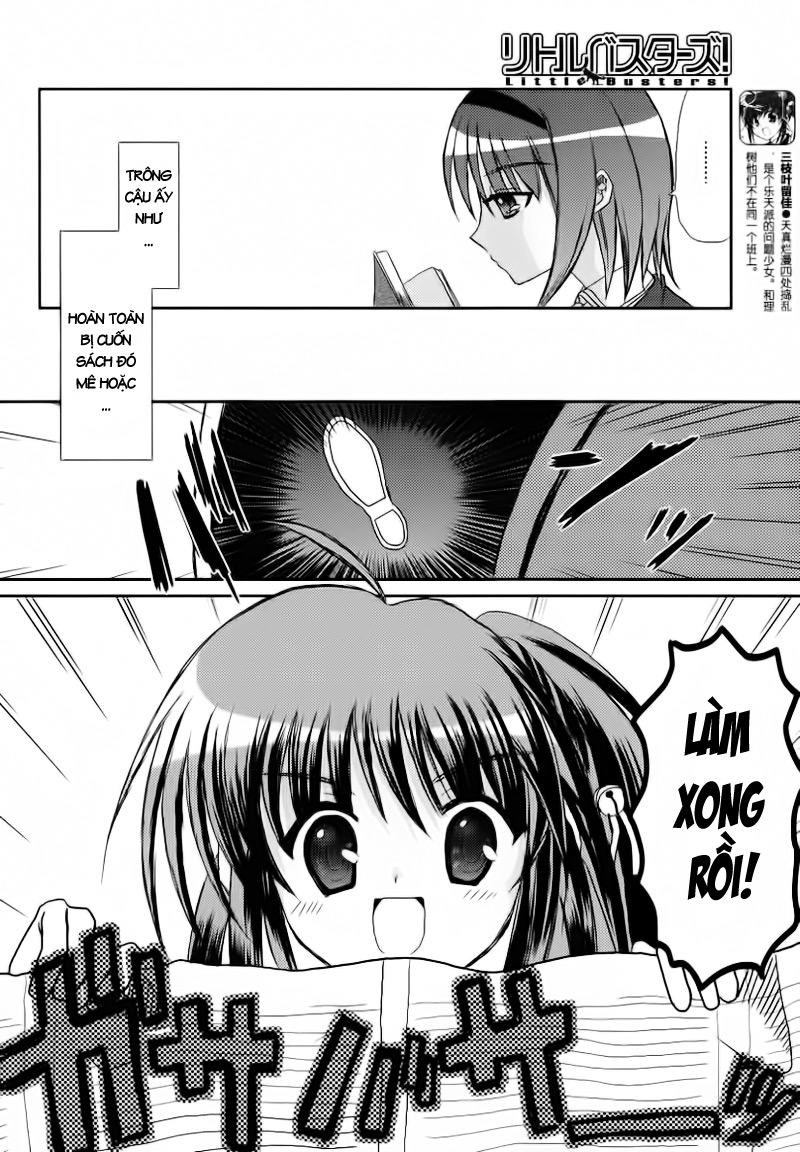 リトルバスターズ!
Little Busters!
三枝叶留佳●天真烂漫四处捣乱
，是个乐天派的问题少女。和理
树他们不在同一个班上。
…………
TRÔNG
CẬU ẤY
NHƯ
...
HOÀN TOÀN
BỊ CUỐN
SÁCH ĐÓ
MÊ HOẶC
...
LÀM
XONG
RỒI!
ガサバサーッ